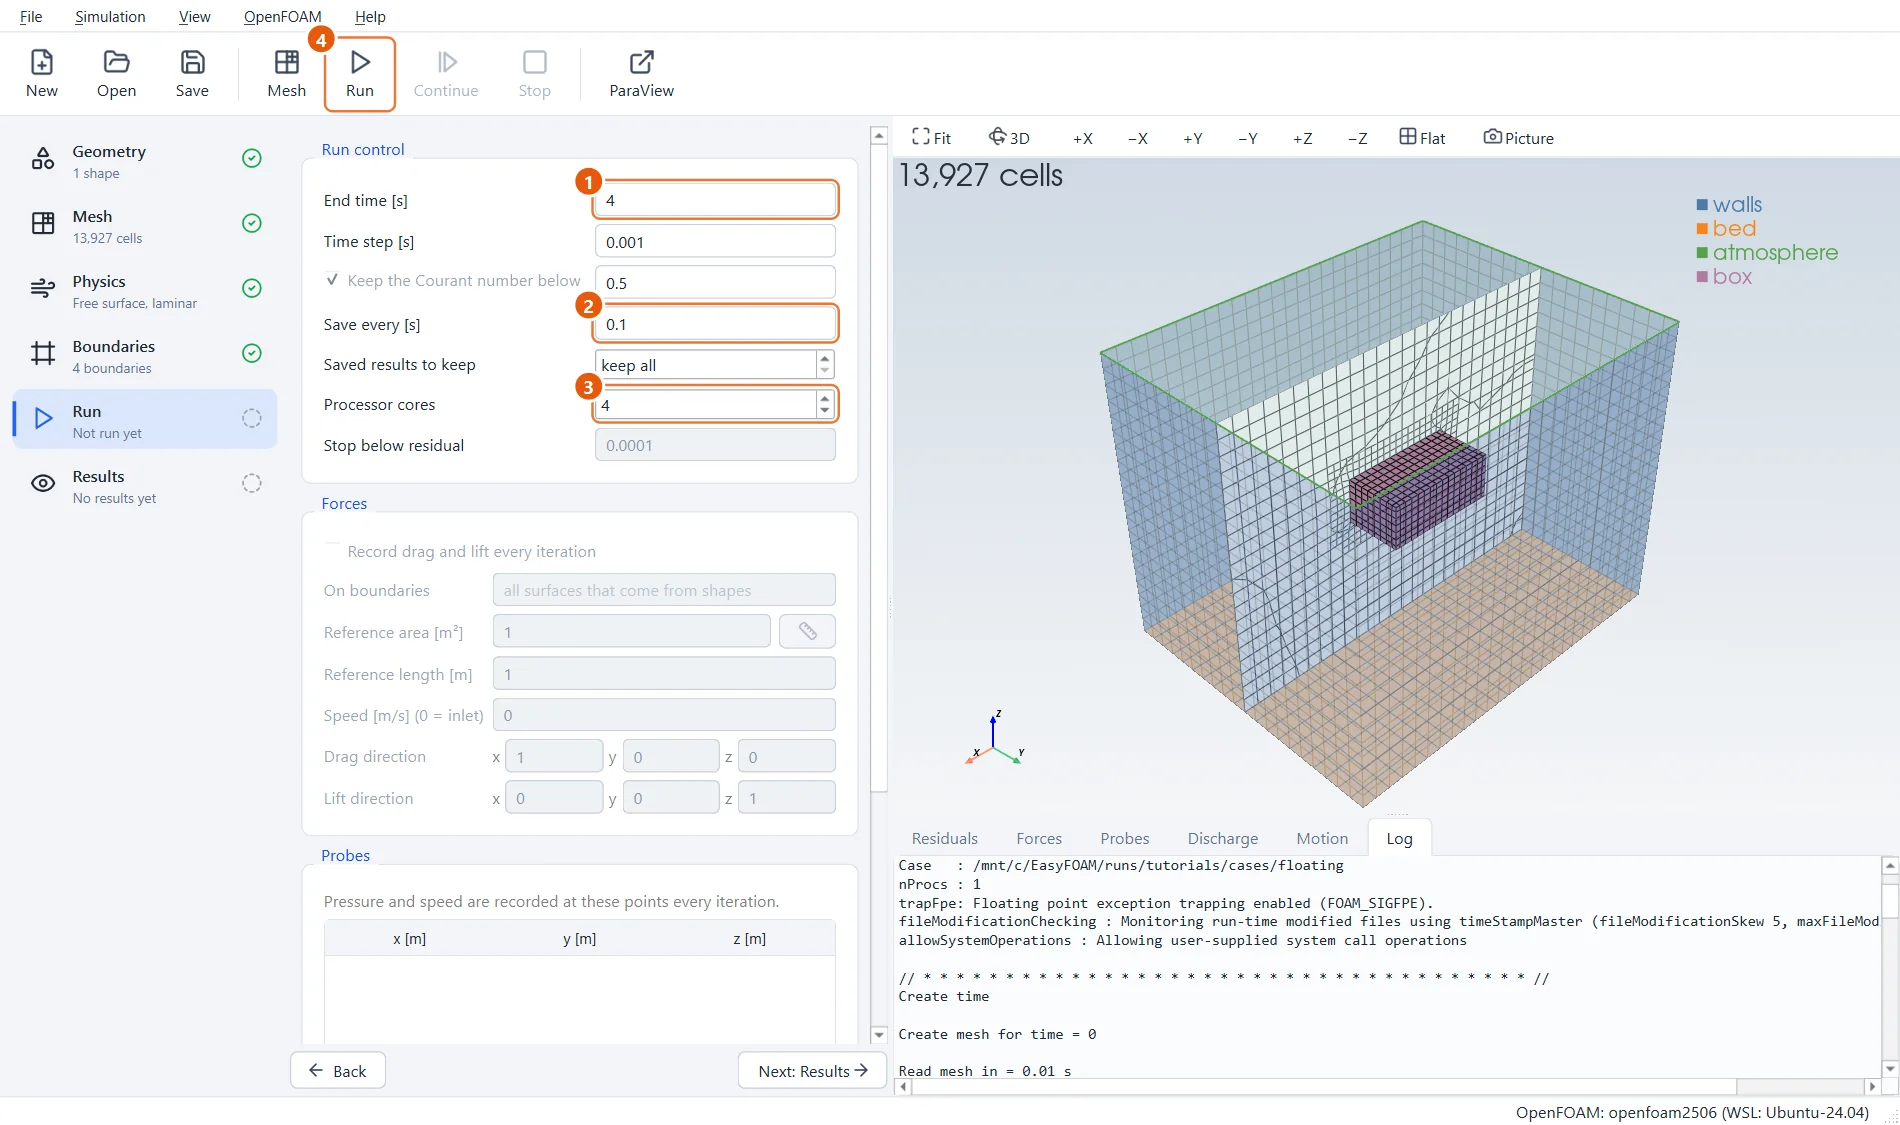 File Simulation View OpenFOAM Help
New Open Save Mesh 4 Run Continue Stop ParaView
Geometry
1 shape
Mesh
13,927 cells
Physics
Free surface, laminar
Boundaries
4 boundaries
Run
Not run yet
Results
No results yet
Run control
1
End time [s] 4
Time step [s] 0.001
Keep the Courant number below 0.5
2
Save every [s] 0.1
Saved results to keep keep all
3
Processor cores 4
Stop below residual 0.0001
Forces
Record drag and lift every iteration
On boundaries all surfaces that come from shapes
Reference area [m²] 1
Reference length [m] 1
Speed [m/s] (0 = inlet) 0
Drag direction x 1 y 0 z 0
Lift direction x 0 y 0 z 1
Probes
Pressure and speed are recorded at these points every iteration.
x [m] y [m] z [m]
Back Next: Results
Fit 3D +X −X +Y −Y +Z −Z Flat Picture
13,927 cells
walls
bed
atmosphere
box
Z
X Y
Residuals Forces Probes Discharge Motion Log
Case : /mnt/c/EasyFOAM/runs/tutorials/cases/floating
nProcs : 1
trapFpe: Floating point exception trapping enabled (FOAM_SIGFPE).
fileModificationChecking : Monitoring run-time modified files using timeStampMaster (fileModificationSkew 5, maxFileMod
allowSystemOperations : Allowing user-supplied system call operations
// * * * * * * * * * * * * * * * * * * * * * * * * * * * * * * * * * * * * * //
Create time
Create mesh for time = 0
Read mesh in = 0.01 s
OpenFOAM: openfoam2506 (WSL: Ubuntu-24.04)